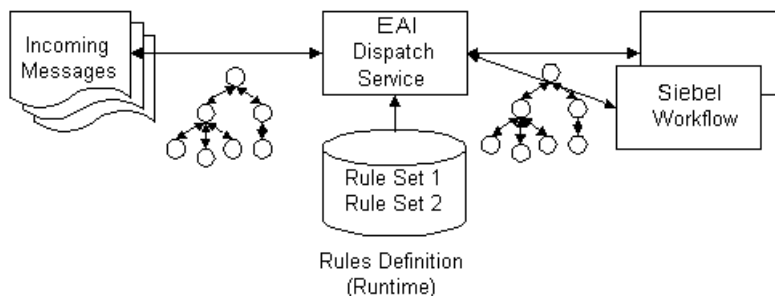 Incoming
Messages
EAI
Dispatch
Service
Siebel
Workflow
Rule Set 1
Rule Set 2
Rules Definition
(Runtime)